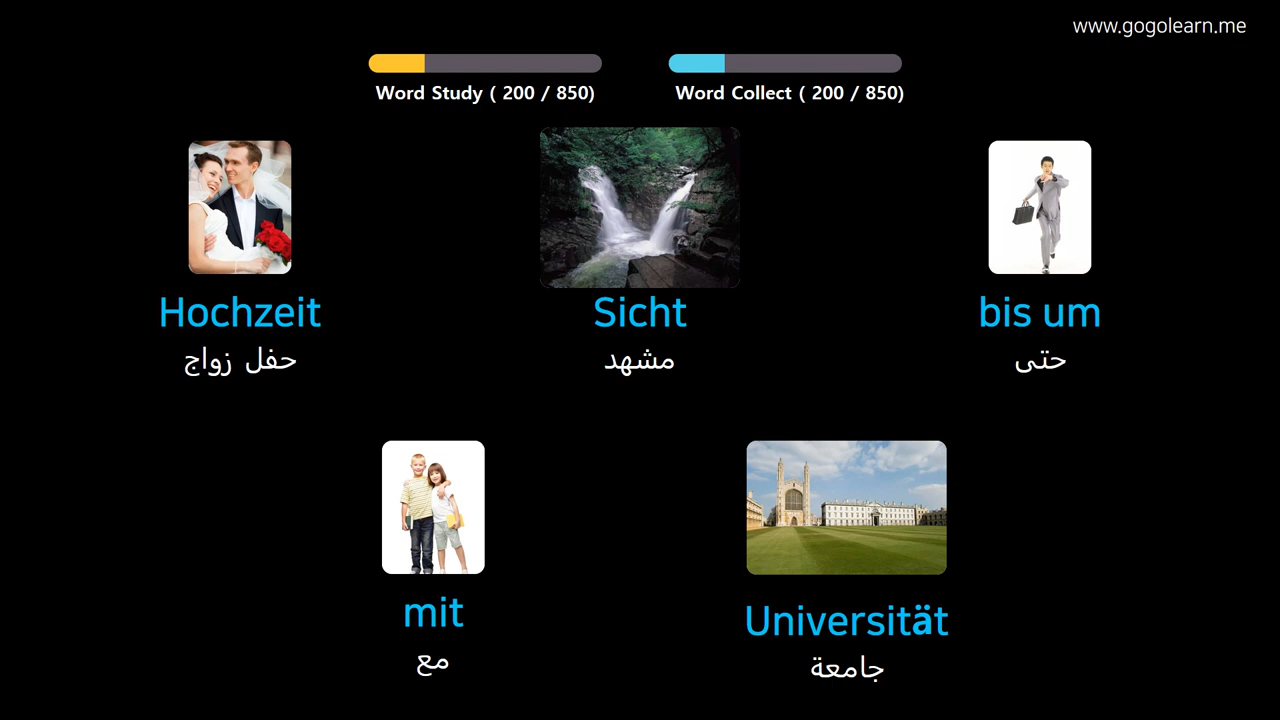 www.gogolearn.me
Word Study ( 200 / 850)
Word Collect ( 200 / 850)
Hochzeit
حفل زواج
Sicht
مشهد
bis um
حتى
mit
مع
Universität
جامعة